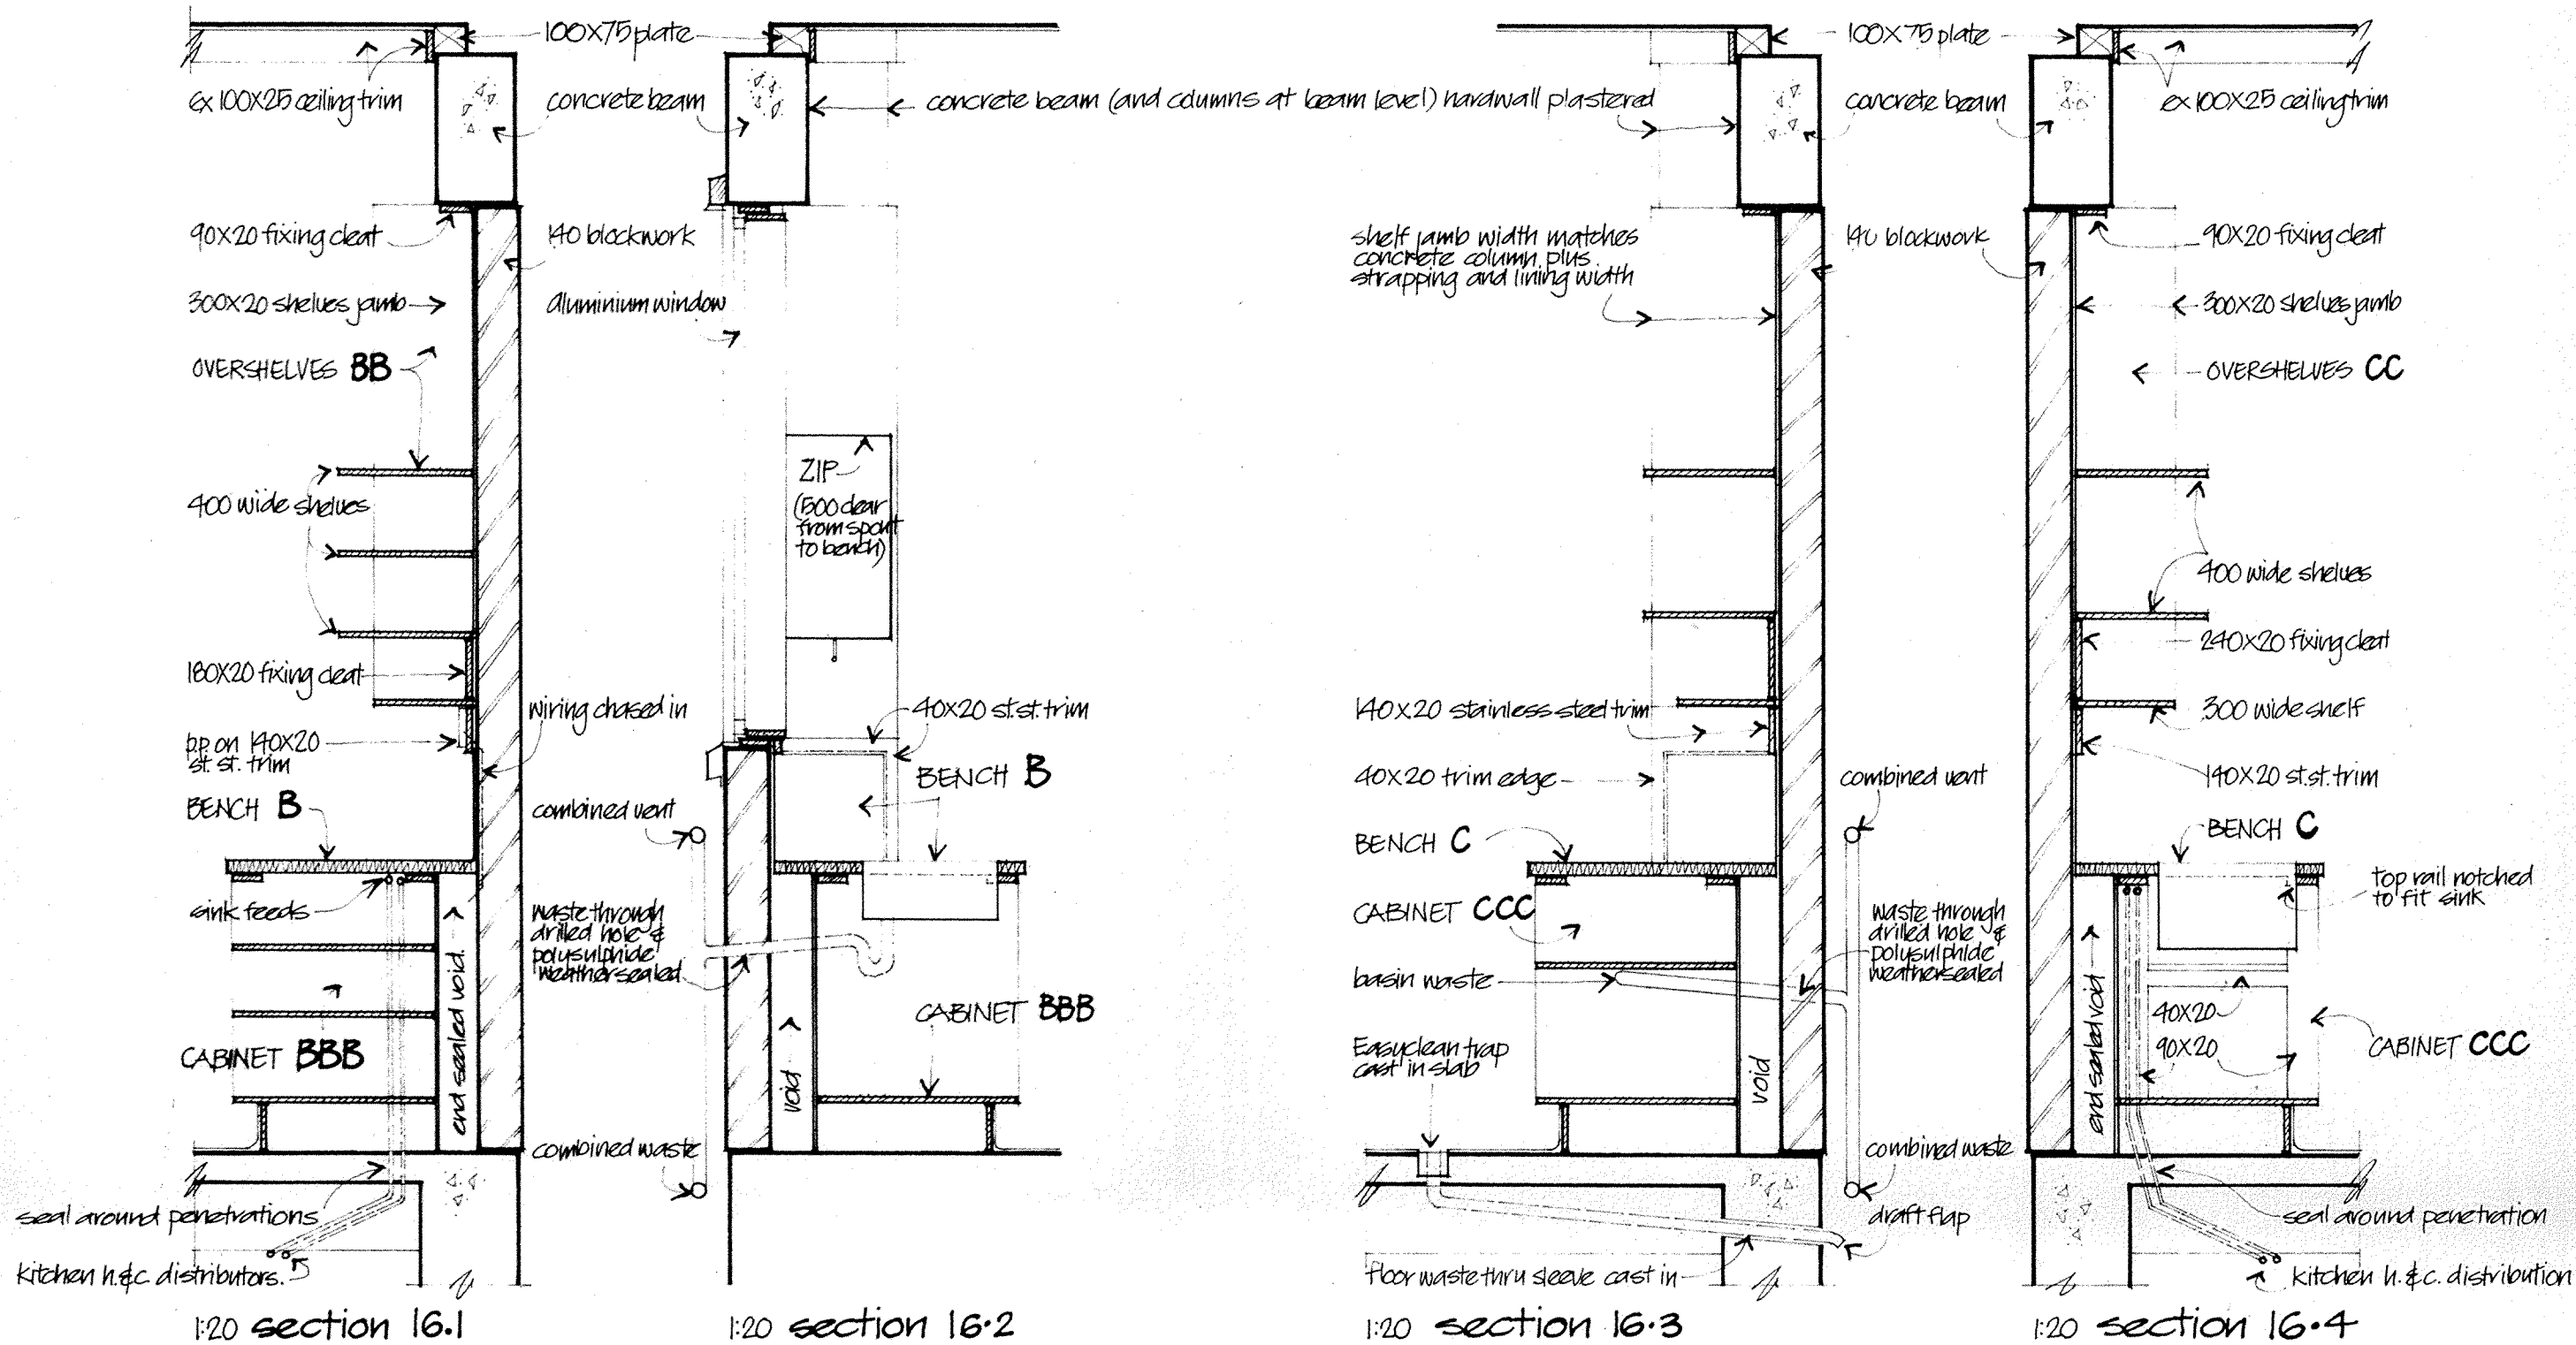 100X75 plate
ex 100X25 ceiling trim
concrete beam
concrete beam (and columns at beam level) hardwall plastered
90X20 fixing cleat
140 blockwork
300X20 shelves jamb
aluminium window
OVERSHELVES BB
ZIP
(500 clear
from spout
to bench)
400 wide shelves
180X20 fixing cleat
wiring chased in
40X20 st.st. trim
b.p. on 140X20
st. st. trim
BENCH B
BENCH B
combined vent
sink feeds
waste through
drilled hole &
polysulphide
weathersealed
end sealed void.
void
CABINET BBB
CABINET BBB
combined waste
seal around penetrations
kitchen h.&c. distributors.
1:20 section 16.1
1:20 section 16.2
100X75 plate
concrete beam
ex 100X25 ceiling trim
shelf jamb width matches
concrete column plus
strapping and lining width
140 blockwork
90X20 fixing cleat
300X20 shelves jamb
OVERSHELVES CC
400 wide shelves
240X20 fixing cleat
140X20 stainless steel trim
300 wide shelf
40X20 trim edge
combined vent
140X20 st.st. trim
BENCH C
BENCH C
top rail notched
to fit sink
CABINET CCC
waste through
drilled hole &
polysulphide
weathersealed
basin waste
Easyclean trap
cast in slab
void
end sealed void
40X20
90X20
CABINET CCC
combined waste
draft flap
seal around penetration
floor waste thru sleeve cast in
kitchen h.&c. distribution
1:20 section 16.3
1:20 section 16.4